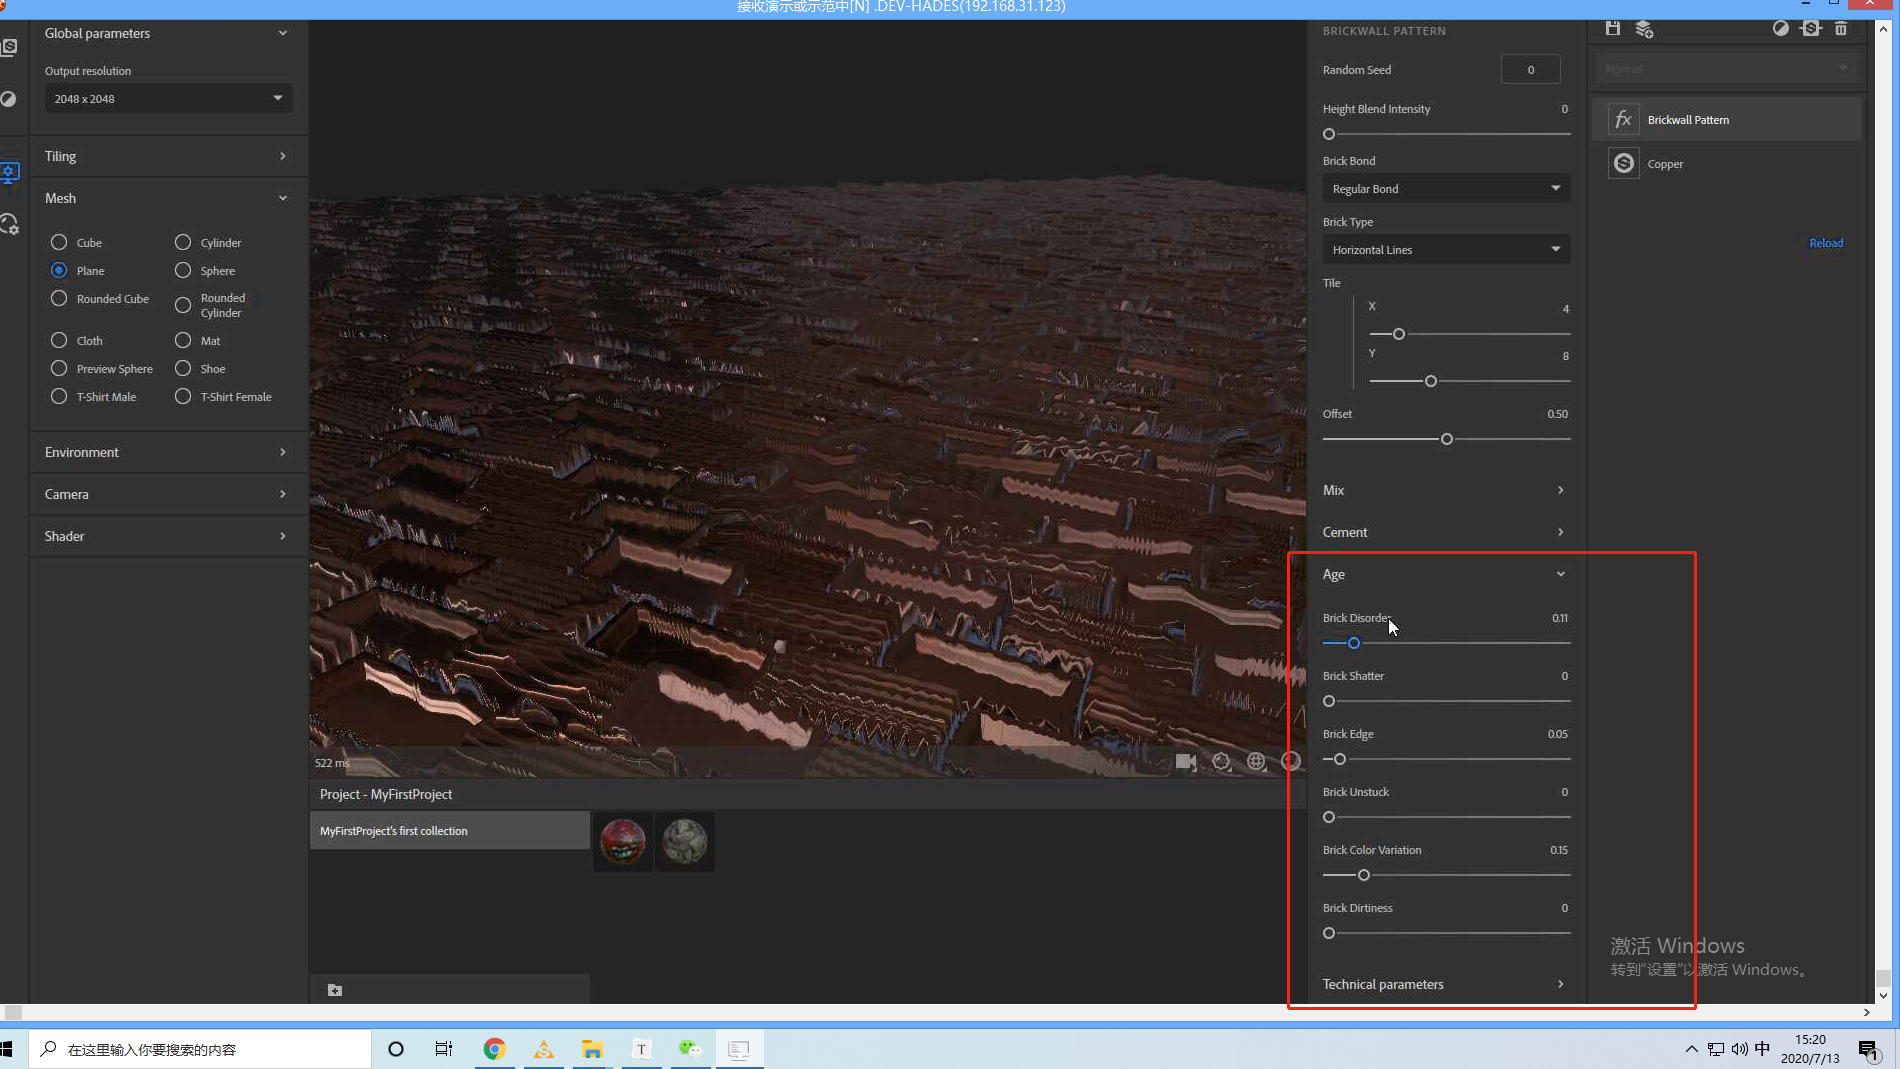 接收演示或示范中[N] .DEV-HADES(192.168.31.123)
Global parameters
Output resolution
2048 x 2048
Tiling
Mesh
Cube
Cylinder
Plane
Sphere
Rounded Cube
Rounded
Cylinder
Cloth
Mat
Preview Sphere
Shoe
T-Shirt Male
T-Shirt Female
Environment
Camera
Shader
522 ms
Project - MyFirstProject
MyFirstProject's first collection
BRICKWALL PATTERN
Random Seed
0
Height Blend Intensity
0
Brick Bond
Regular Bond
Brick Type
Horizontal Lines
Tile
X
4
Y
8
Offset
0.50
Mix
Cement
Age
Brick Disorder
0.11
Brick Shatter
0
Brick Edge
0.05
Brick Unstuck
0
Brick Color Variation
0.15
Brick Dirtiness
0
Technical parameters
Normal
fx
Brickwall Pattern
Copper
Reload
激活 Windows
转到“设置”以激活 Windows。
在这里输入你要搜索的内容
T
中
15:20
2020/7/13
1